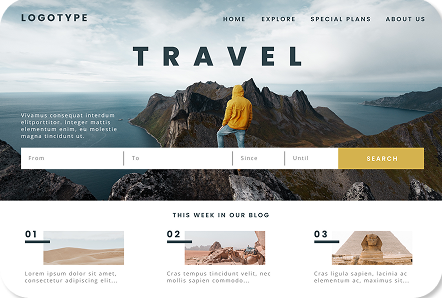 LOGOTYPE
HOME EXPLORE SPECIAL PLANS ABOUT US
TRAVEL
Vivamus consequat interdum
elitporttitor. Integer mattis
elementum enim, eu molestie
magna tincidunt ut.
From To Since Until SEARCH
THIS WEEK IN OUR BLOG
01 02 03
Lorem ipsum dolor sit amet,
consectetur adipiscing elit...
Cras tempus tincidunt velit, nec
mollis sapien commodo...
Cras ligula sapien, lacinia ac
elementum ac, maximus sit...